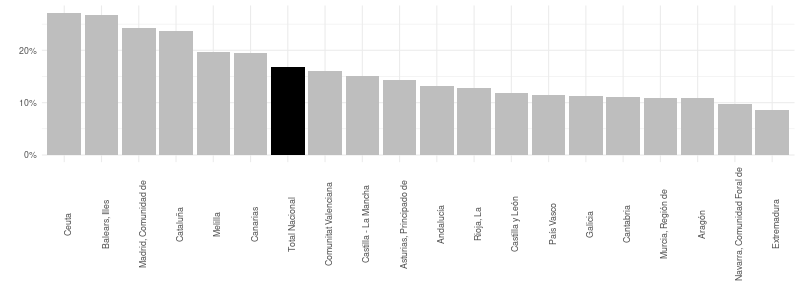 20%
10%
0%
Ceuta
Balears, Illes
Madrid, Comunidad de
Cataluña
Melilla
Canarias
Total Nacional
Comunitat Valenciana
Castilla - La Mancha
Asturias, Principado de
Andalucía
Rioja, La
Castilla y León
País Vasco
Galicia
Cantabria
Murcia, Región de
Aragón
Navarra, Comunidad Foral de
Extremadura